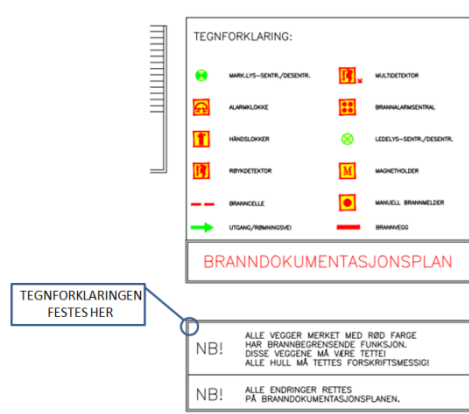 TEGNFORKLARING:
MARK.LYS-SENTR./DESENTR.
MULTIDETEKTOR
M
ALARMKLOKKE
BRANNALARMSENTRAL
HÅNDSLOKKER
LEDELYS-SENTR./DESENTR.
RØYKDETEKTOR
M
MAGNETHOLDER
BRANNCELLE
MANUELL BRANNMELDER
UTGANG/RØMNINGSVEI
BRANNVEGG
BRANNDOKUMENTASJONSPLAN
TEGNFORKLARINGEN
FESTES HER
NB!
ALLE VEGGER MERKET MED RØD FARGE
HAR BRANNBEGRENSENDE FUNKSJON.
DISSE VEGGENE MÅ VÆRE TETTE!
ALLE HULL MÅ TETTES FORSKRIFTSMESSIG!
NB!
ALLE ENDRINGER RETTES
PÅ BRANNDOKUMENTASJONSPLANEN.